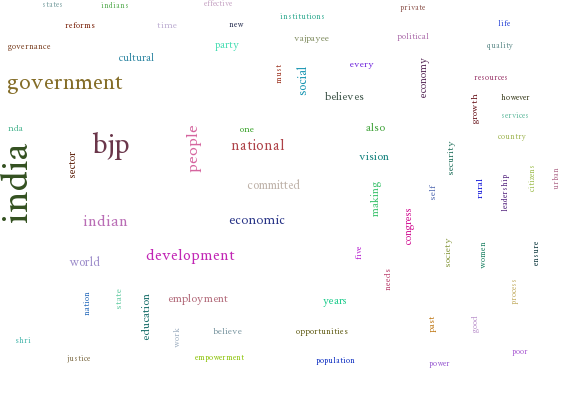 states
indians
effective
private
reforms
time
new
institutions
life
governance
cultural
party
vajpayee
political
quality
government
must
social
every
believes
economy
resources
growth
however
services
nda
india
bjp
sector
people
one
national
also
vision
security
country
committed
making
self
rural
leadership
citizens
urban
indian
economic
congress
world
development
five
needs
society
women
ensure
nation
state
education
employment
work
believe
opportunities
years
past
good
process
shri
justice
empowerment
population
power
poor